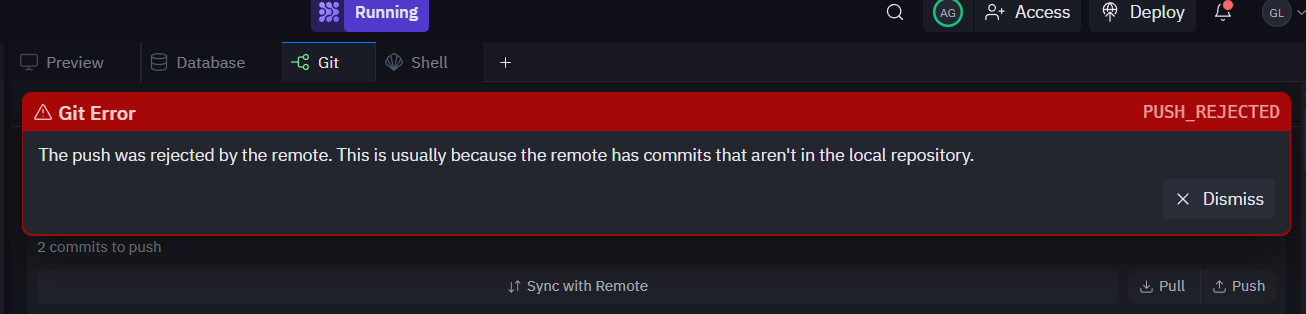 Running
AG
Access
Deploy
GL
Preview
Database
Git
Shell
Git Error
PUSH_REJECTED
The push was rejected by the remote. This is usually because the remote has commits that aren't in the local repository.
Dismiss
2 commits to push
Sync with Remote
Pull
Push